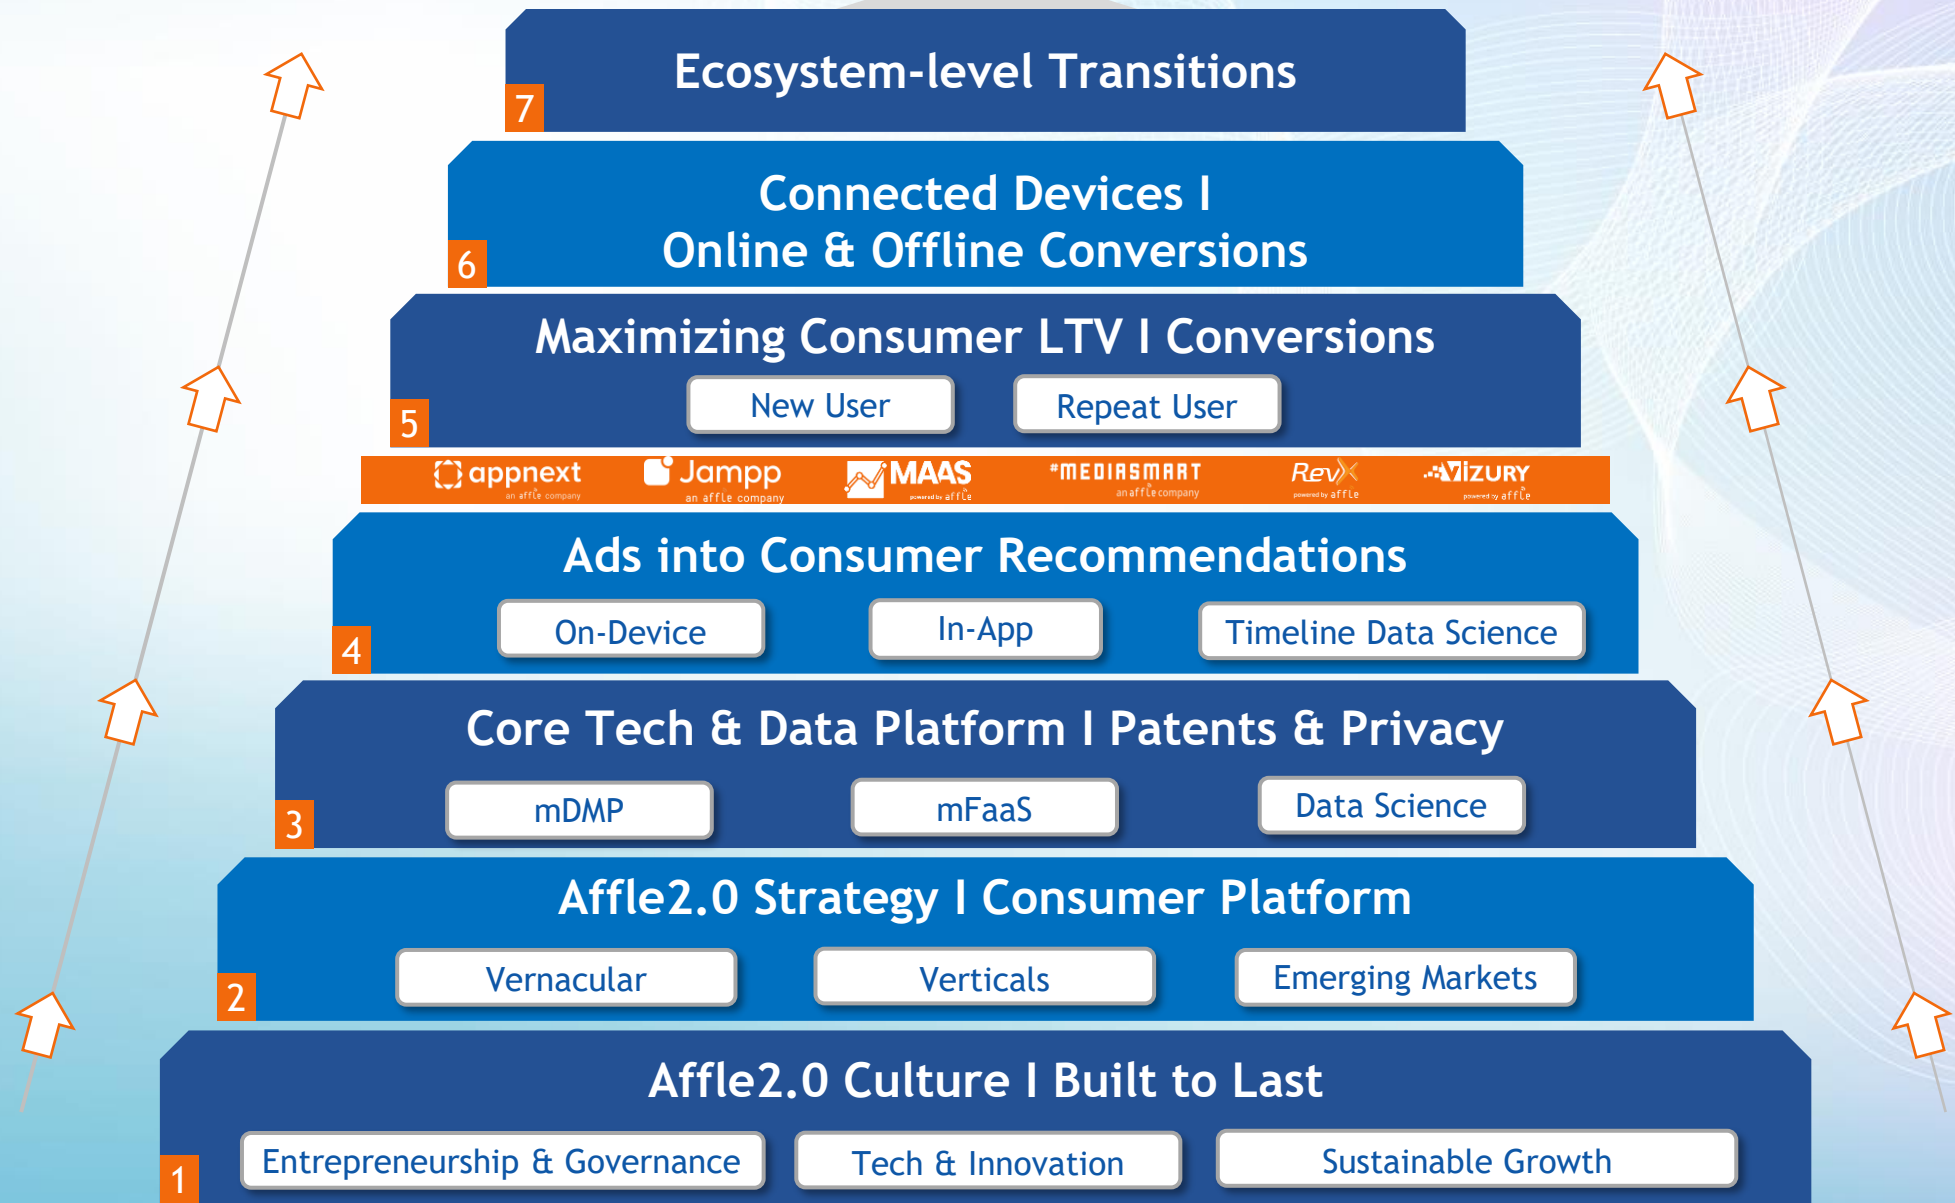 Ecosystem-level Transitions
7
Connected Devices I
Online & Offline Conversions
6
Maximizing Consumer LTV I Conversions
New User
Repeat User
5
appnext
an affle company
Jampp
an affle company
MAAS
powered by affle
#MEDIASMART
an affle company
RevX
powered by affle
VIZURY
powered by affle
Ads into Consumer Recommendations
On-Device
In-App
Timeline Data Science
4
Core Tech & Data Platform I Patents & Privacy
mDMP
mFaaS
Data Science
3
Affle2.0 Strategy I Consumer Platform
Vernacular
Verticals
Emerging Markets
2
Affle2.0 Culture I Built to Last
Entrepreneurship & Governance
Tech & Innovation
Sustainable Growth
1